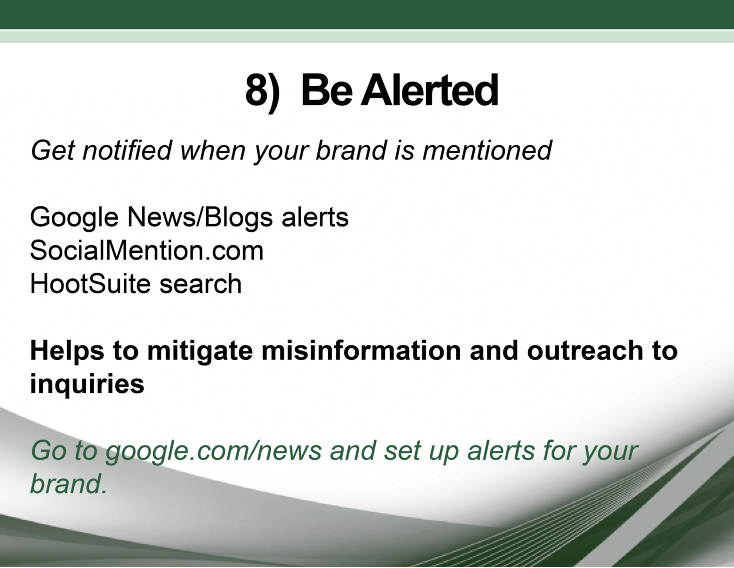 8) Be Alerted
Get notified when your brand is mentioned
Google News/Blogs alerts
SocialMention.com
HootSuite search
Helps to mitigate misinformation and outreach to
inquiries
Go to google.com/news and set up alerts for your
brand.